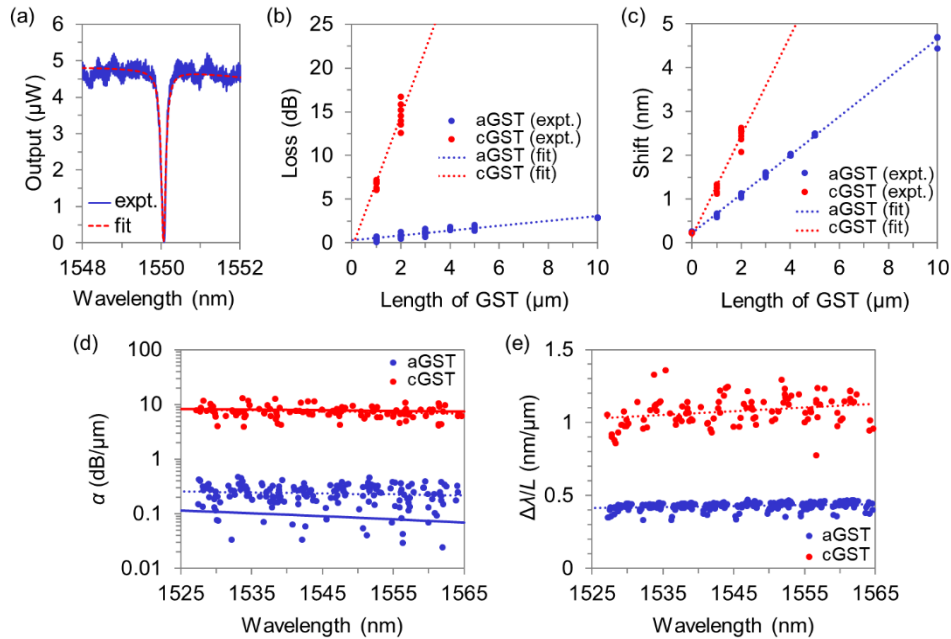 (a)
6
5
4
3
2
1
0
Output (µW)
expt.
fit
1548
1550
1552
Wavelength (nm)
(b)
25
20
15
10
5
0
Loss (dB)
aGST (expt.)
cGST (expt.)
aGST (fit)
cGST (fit)
0
2
4
6
8
10
Length of GST (µm)
(c)
5
4
3
2
1
0
Shift (nm)
aGST (expt.)
cGST (expt.)
aGST (fit)
cGST (fit)
0
2
4
6
8
10
Length of GST (µm)
(d)
100
10
1
0.1
0.01
α (dB/µm)
aGST
cGST
1525
1535
1545
1555
1565
Wavelength (nm)
(e)
1.5
1
0.5
0
Δλ/L (nm/µm)
aGST
cGST
1525
1535
1545
1555
1565
Wavelength (nm)